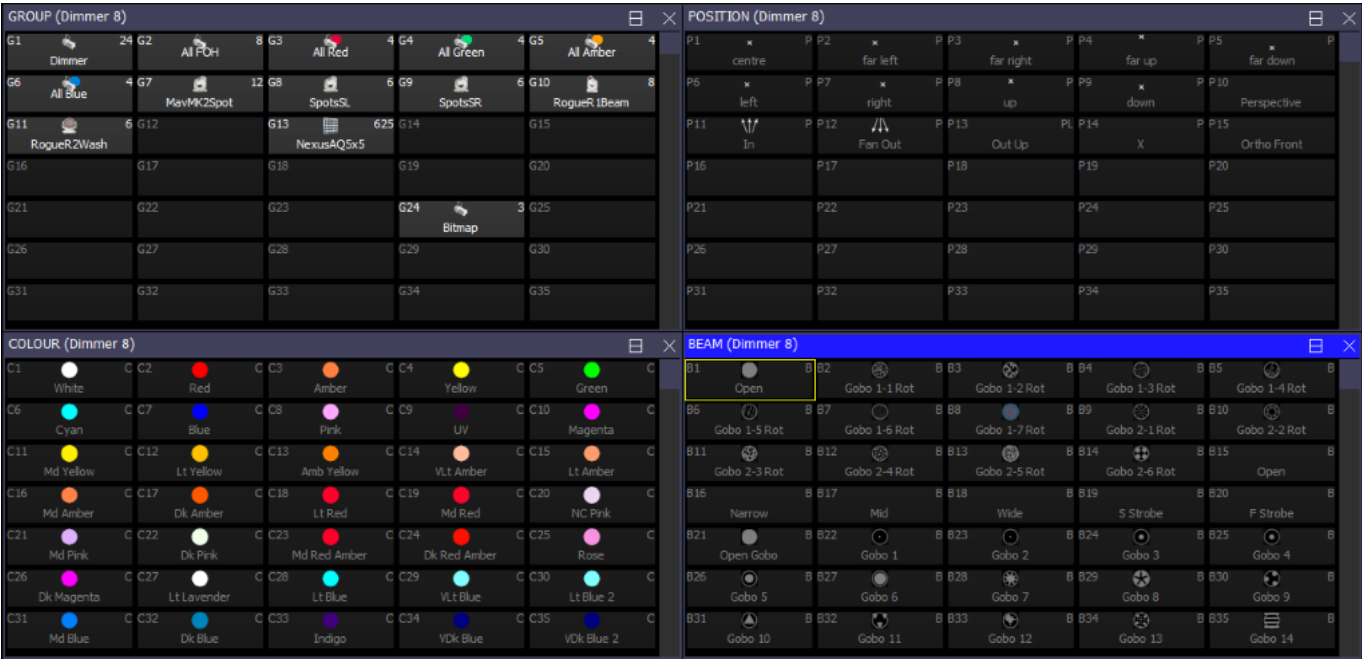 GROUP (Dimmer 8)
G1 24 G2 8 G3 4 G4 4 G5 4
Dimmer All FOH All Red All Green All Amber
G6 4 G7 12 G8 6 G9 6 G10 8
All Blue MavMK2Spot SpotsSL SpotsSR RogueR1Beam
G11 6 G12 G13 625 G14 G15
RogueR2Wash NexusAQ5x5
G16 G17 G18 G19 G20
G21 G22 G23 G24 3 G25
Bitmap
G26 G27 G28 G29 G30
G31 G32 G33 G34 G35
POSITION (Dimmer 8)
P1 P P2 P P3 P P4 P P5 P
centre far left far right far up far down
P6 P P7 P P8 P P9 P P10
left right up down Perspective
P11 P P12 P P13 PL P14 P P15
In Fan Out Out Up X Ortho Front
P16 P17 P18 P19 P20
P21 P22 P23 P24 P25
P26 P27 P28 P29 P30
P31 P32 P33 P34 P35
COLOUR (Dimmer 8)
C1 C C2 C C3 C C4 C C5 C
White Red Amber Yellow Green
C6 C C7 C C8 C C9 C C10 C
Cyan Blue Pink UV Magenta
C11 C C12 C C13 C C14 C C15 C
Md Yellow Lt Yellow Amb Yellow VLt Amber Lt Amber
C16 C C17 C C18 C C19 C C20 C
Md Amber Dk Amber Lt Red Md Red NC Pink
C21 C C22 C C23 C C24 C C25 C
Md Pink Dk Pink Md Red Amber Dk Red Amber Rose
C26 C C27 C C28 C C29 C C30 C
Dk Magenta Lt Lavender Lt Blue VLt Blue Lt Blue 2
C31 C C32 C C33 C C34 C C35 C
Md Blue Dk Blue Indigo VDk Blue VDk Blue 2
BEAM (Dimmer 8)
B1 B B2 B B3 B B4 B B5 B
Open Gobo 1-1 Rot Gobo 1-2 Rot Gobo 1-3 Rot Gobo 1-4 Rot
B6 B B7 B B8 B B9 B B10 B
Gobo 1-5 Rot Gobo 1-6 Rot Gobo 1-7 Rot Gobo 2-1 Rot Gobo 2-2 Rot
B11 B B12 B B13 B B14 B B15 B
Gobo 2-3 Rot Gobo 2-4 Rot Gobo 2-5 Rot Gobo 2-6 Rot Open
B16 B B17 B B18 B B19 B B20 B
Narrow Mid Wide S Strobe F Strobe
B21 B B22 B B23 B B24 B B25 B
Open Gobo Gobo 1 Gobo 2 Gobo 3 Gobo 4
B26 B B27 B B28 B B29 B B30 B
Gobo 5 Gobo 6 Gobo 7 Gobo 8 Gobo 9
B31 B B32 B B33 B B34 B B35 B
Gobo 10 Gobo 11 Gobo 12 Gobo 13 Gobo 14